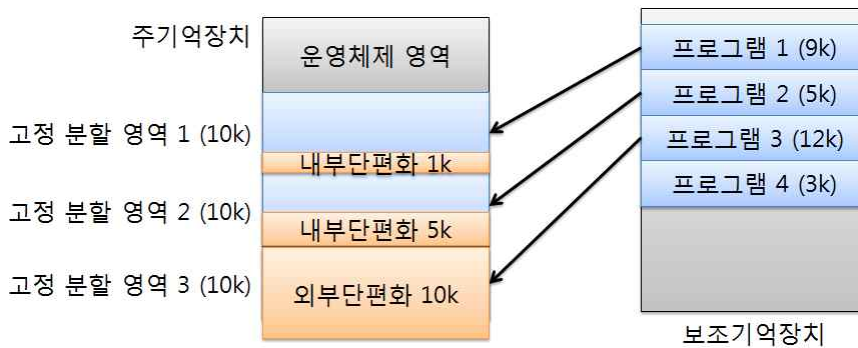 주기억장치
운영체제 영역
고정 분할 영역 1 (10k)
내부단편화 1k
고정 분할 영역 2 (10k)
내부단편화 5k
고정 분할 영역 3 (10k)
외부단편화 10k
프로그램 1 (9k)
프로그램 2 (5k)
프로그램 3 (12k)
프로그램 4 (3k)
보조기억장치